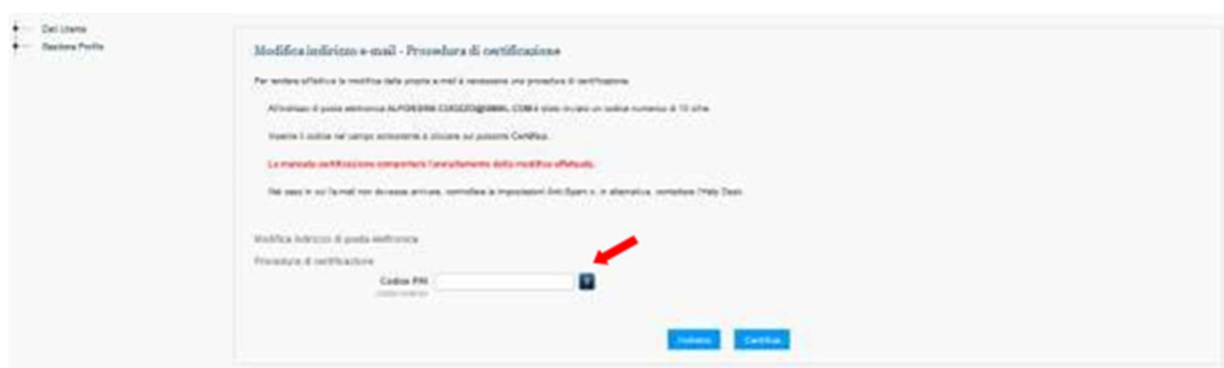 Dati Utente
Gestione Profilo
Modifica indirizzo e-mail - Procedura di certificazione
Per rendere effettiva la modifica della propria e-mail è necessaria una procedura di certificazione.
All'indirizzo di posta elettronica @GMAIL.COM è stato inviato un codice numerico di 10 cifre.
Inserire il codice nel campo sottostante e cliccare sul pulsante Certifica.
La mancata certificazione comporterà l'annullamento della modifica effettuata.
Nel caso in cui l'e-mail non dovesse arrivare, controllare le impostazioni Anti-Spam o, in alternativa, contattare l'Help Desk.
Modifica indirizzo di posta elettronica
Procedura di certificazione
Codice PIN
?
Indietro Certifica